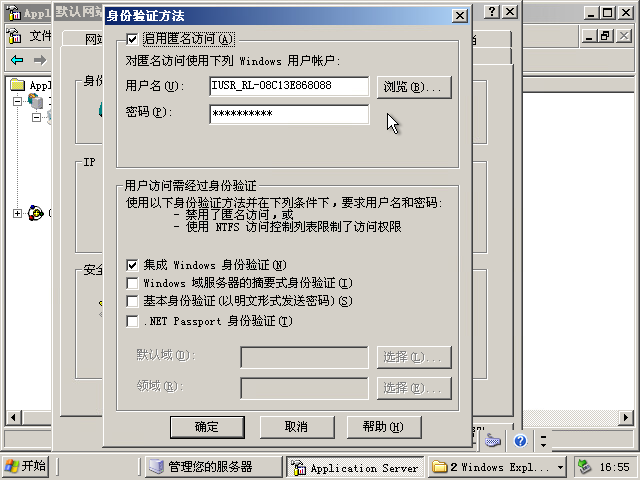 Appl
默认网站
身份验证方法
文件
网站
Appl
身份
IP
安全
启用匿名访问(A)
对匿名访问使用下列 Windows 用户帐户:
用户名(U):
IUSR_RL-08C13E868088
浏览(B)...
密码(P):
**********
用户访问需经过身份验证
使用以下身份验证方法并在下列条件下，要求用户名和密码:
- 禁用了匿名访问，或
- 使用 NTFS 访问控制列表限制了访问权限
集成 Windows 身份验证(N)
Windows 域服务器的摘要式身份验证(I)
基本身份验证(以明文形式发送密码)(S)
.NET Passport 身份验证(T)
默认域(D):
选择(L)...
领域(R):
选择(E)...
确定
取消
帮助(H)
开始
管理您的服务器
Application Server
2 Windows Expl...
16:55